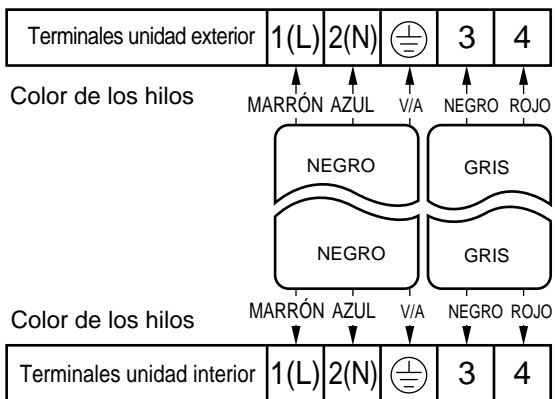 Terminales unidad exterior 1(L) 2(N) 3 4
Color de los hilos MARRÓN AZUL V/A NEGRO ROJO
NEGRO GRIS
NEGRO GRIS
Color de los hilos MARRÓN AZUL V/A NEGRO ROJO
Terminales unidad interior 1(L) 2(N) 3 4